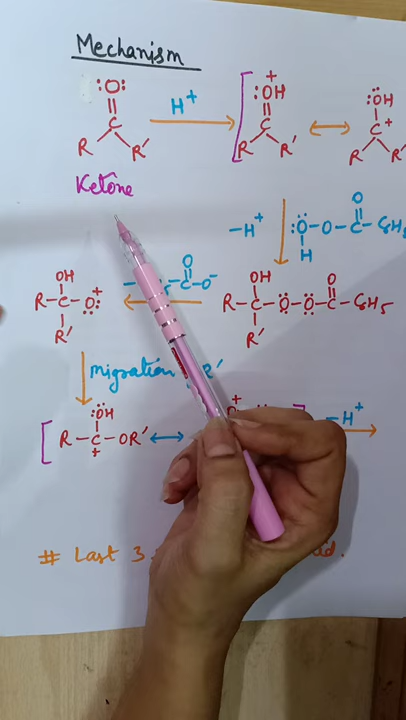 Mechanism
:O: H⁺ + :OH :ÖH
|| ||
C C ↔ C⁺
R R' R R' R R'
Ketone
-H⁺ H-Ö-O-C-C₆H₅
O
OH O OH O
R-C-O⁺ -C-O⁻ R-C-Ö-Ö-C-C₆H₅
R' R'
migration R'
:ÖH
R-C-OR' ↔ + -H⁺
+
# Last 3